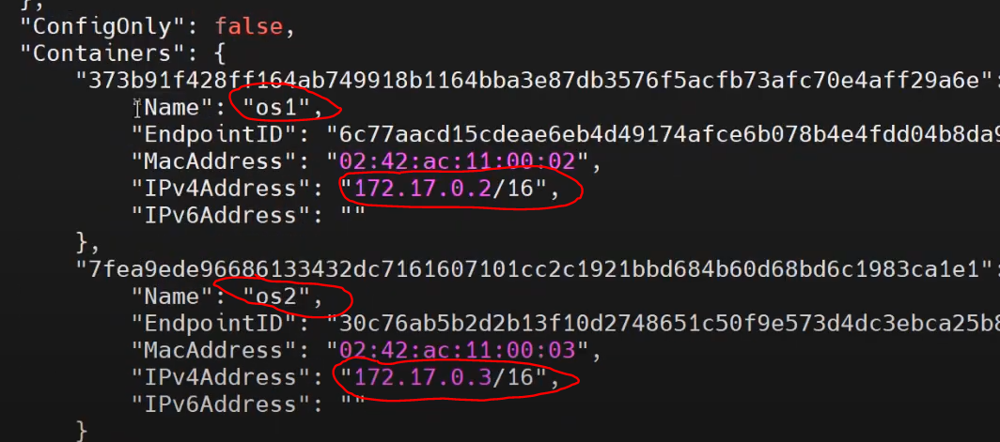 },
"ConfigOnly": false,
"Containers": {
"373b91f428ff164ab749918b1164bba3e87db3576f5acfb73afc70e4aff29a6e":
"Name": "os1",
"EndpointID": "6c77aacd15cdeae6eb4d49174afce6b078b4e4fdd04b8da9
"MacAddress": "02:42:ac:11:00:02",
"IPv4Address": "172.17.0.2/16",
"IPv6Address": ""
},
"7fea9ede96686133432dc7161607101cc2c1921bbd684b60d68bd6c1983ca1e1":
"Name": "os2",
"EndpointID": "30c76ab5b2d2b13f10d2748651c50f9e573d4dc3ebca25b8
"MacAddress": "02:42:ac:11:00:03",
"IPv4Address": "172.17.0.3/16",
"IPv6Address": ""
}